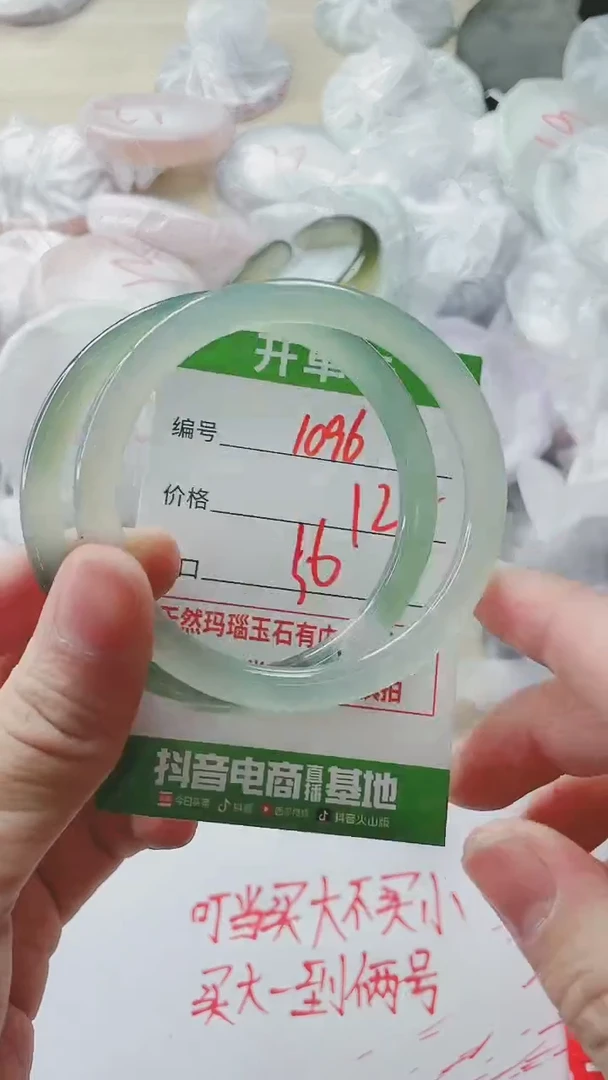 开单
编号 1096
价格 12
口 56
天然玛瑙玉石有
拍
抖音电商直播基地
今日头条 抖音 西瓜视频 抖音火山版
叮当买大不买小
买大一到俩号